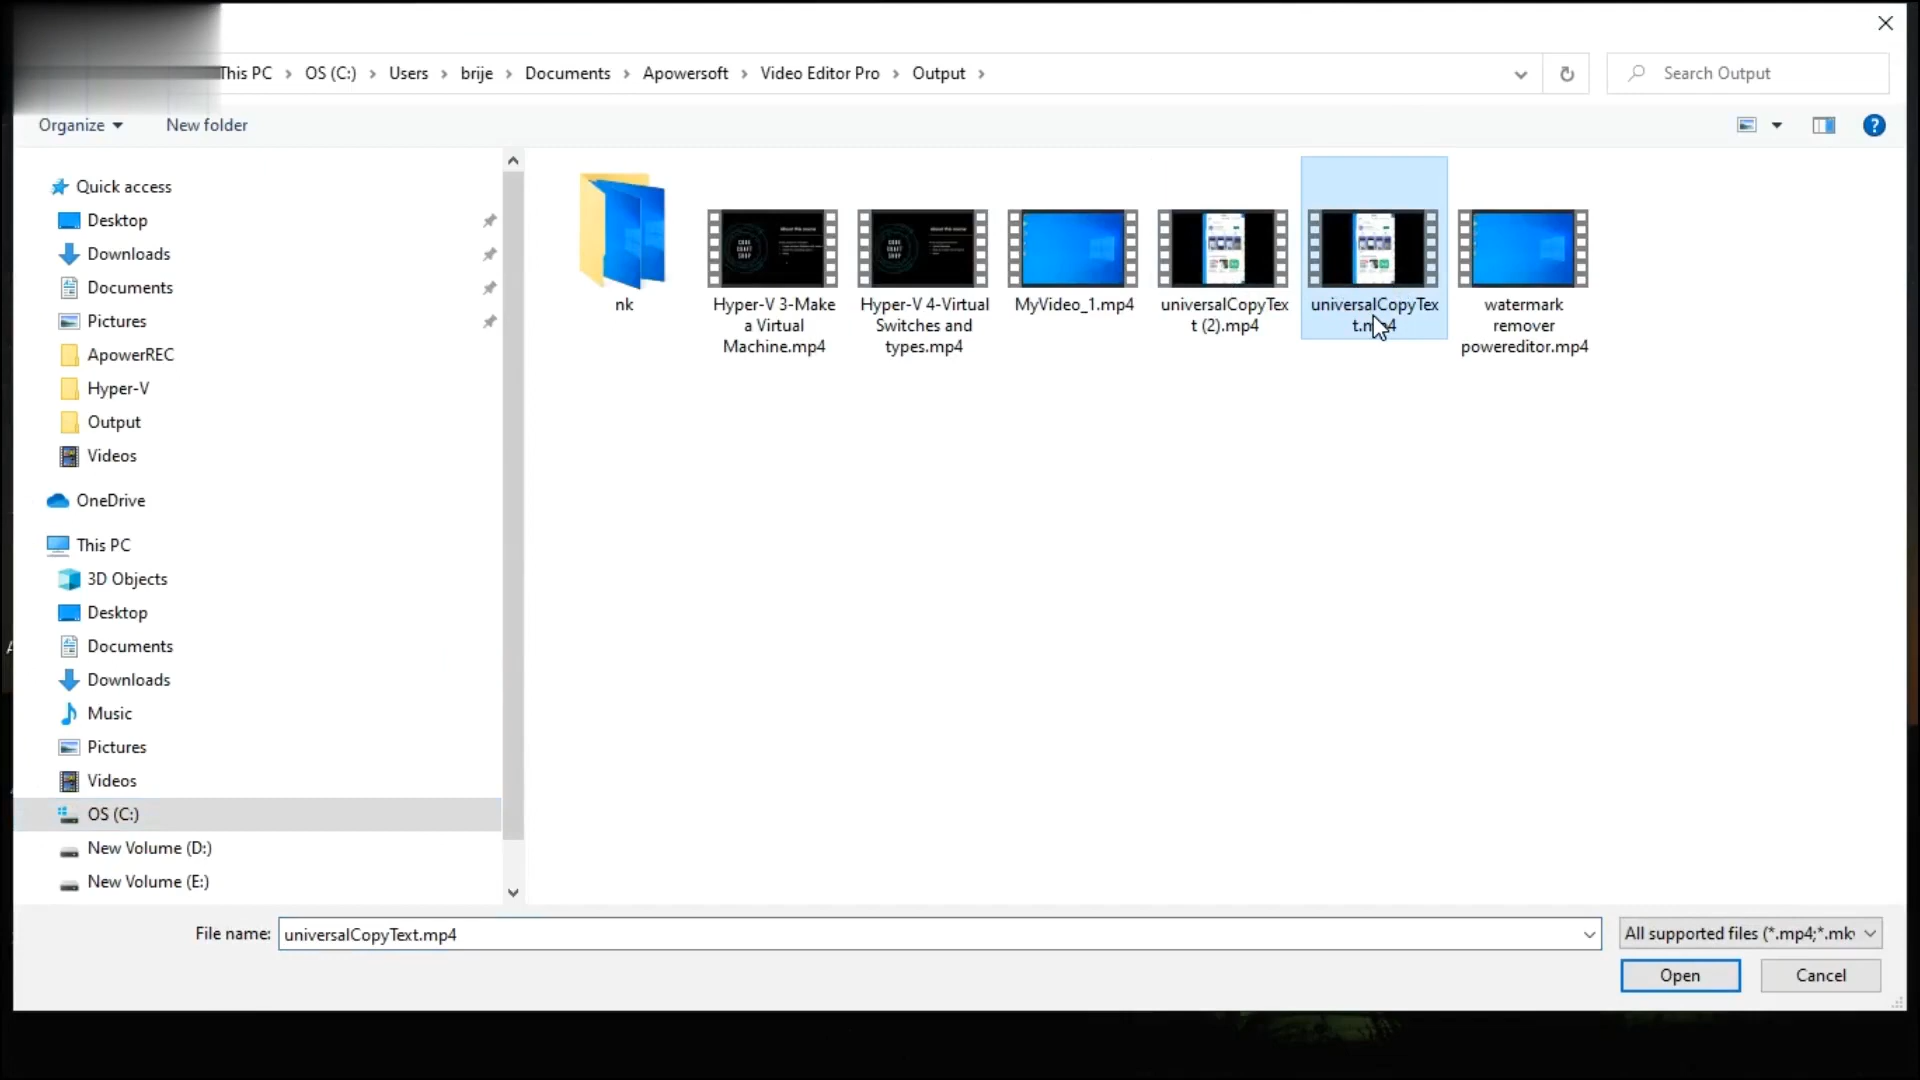 This PC > OS (C:) > Users > brije > Documents > Apowersoft > Video Editor Pro > Output >
Search Output
Organize
New folder
Quick access
Desktop
Downloads
Documents
Pictures
ApowerREC
Hyper-V
Output
Videos
OneDrive
This PC
3D Objects
Desktop
Documents
Downloads
Music
Pictures
Videos
OS (C:)
New Volume (D:)
New Volume (E:)
nk
Hyper-V 3-Make
a Virtual
Machine.mp4
Hyper-V 4-Virtual
Switches and
types.mp4
MyVideo_1.mp4
universalCopyTex
t (2).mp4
universalCopyTex
t.mp4
watermark
remover
powereditor.mp4
File name:
universalCopyText.mp4
All supported files (*.mp4;*.mkv
Open
Cancel